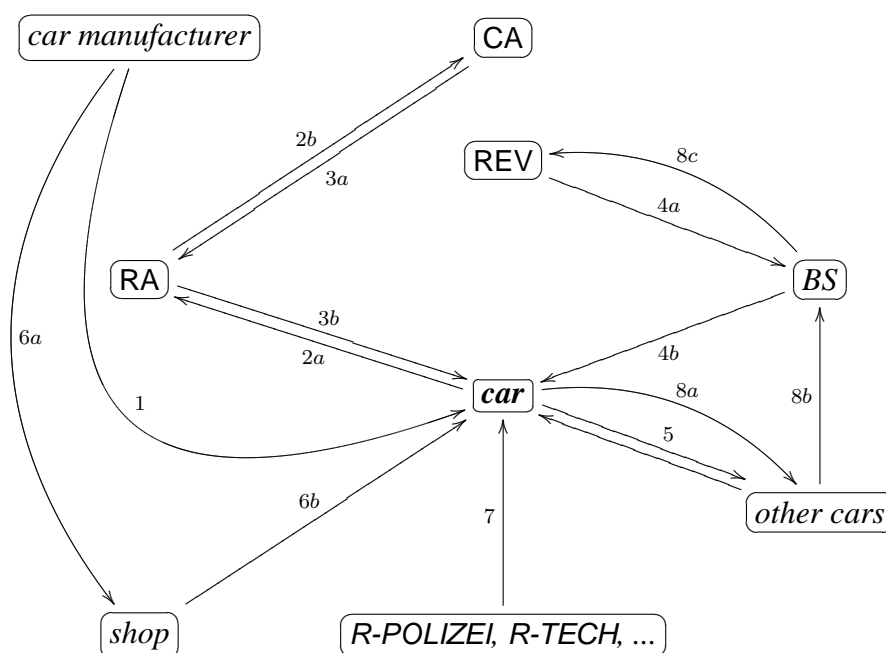 car manufacturer
CA
2b
3a
REV
8c
4a
RA
BS
3b
2a
6a
4b
car
8a
8b
1
5
6b
7
other cars
shop
R-POLIZEI, R-TECH, ...